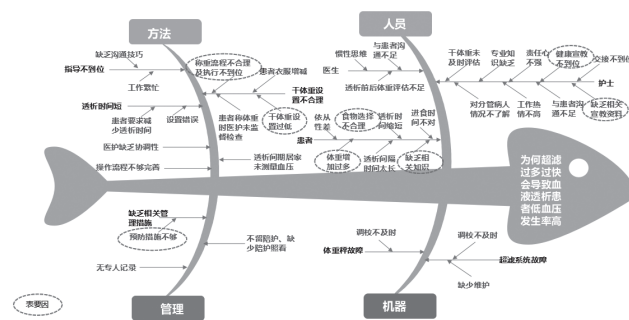 方法
人员
缺乏沟通技巧
指导不到位
工作繁忙
称重流程不合理
及执行不到位
患者衣服增减
干体重设
置不合理
透析时间短
患者要求减
少透析时间
设置错误
患者称体重
时医护未监
督检查
干体重设
置过低
医护缺乏协调性
操作流程不够完善
透析间期居家
未测量血压
惯性思维
与患者沟
通不足
医生
透析前后体重评估不足
干体重未
及时评估
专业知
识缺乏
责任心
不强
健康宣教
不到位
交接不到位
护士
对分管病人
情况不了解
工作热
情不高
与患者沟
通不足
缺乏相关
宣教资料
依从
性差
食物选择
不合理
透析时
间缩短
进食时
间不对
患者
体重增
加过多
透析间隔
时间太长
缺乏相
关知识
为何超滤
过多过快
会导致血
液透析患
者低血压
发生率高
缺乏相关管
理措施
预防措施不够
不留陪护、缺
少陪护照看
无专人记录
调校不及时
体重秤故障
调校不及时
超滤系统故障
缺少维护
表要因
管理
机器